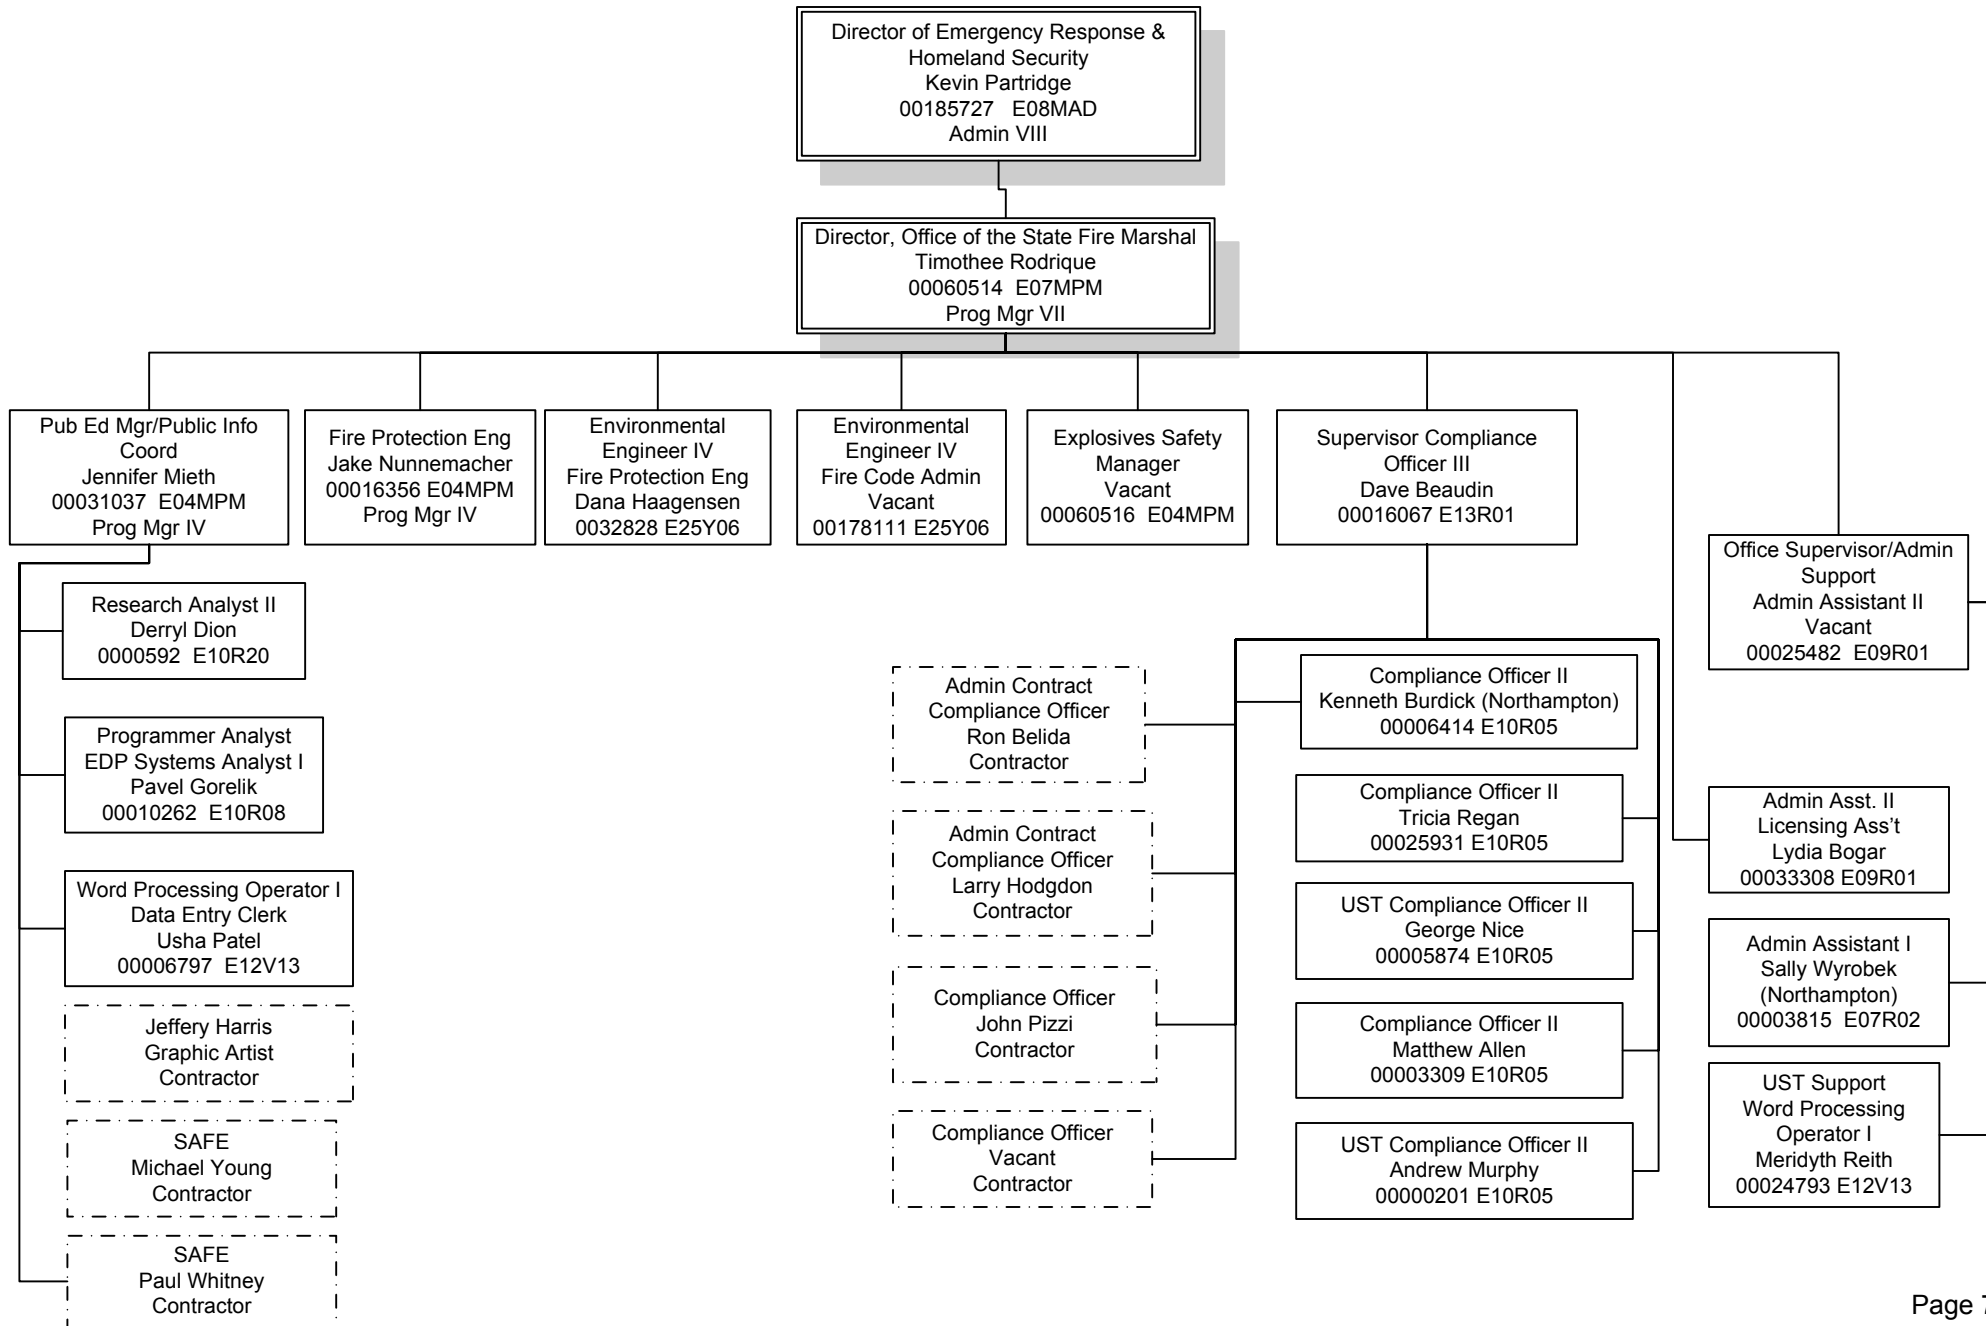 Director of Emergency Response &
Homeland Security
Kevin Partridge
00185727 E08MAD
Admin VIII
Director, Office of the State Fire Marshal
Timothee Rodrique
00060514 E07MPM
Prog Mgr VII
Pub Ed Mgr/Public Info
Coord
Jennifer Mieth
00031037 E04MPM
Prog Mgr IV
Fire Protection Eng
Jake Nunnemacher
00016356 E04MPM
Prog Mgr IV
Environmental
Engineer IV
Fire Protection Eng
Dana Haagensen
0032828 E25Y06
Environmental
Engineer IV
Fire Code Admin
Vacant
00178111 E25Y06
Explosives Safety
Manager
Vacant
00060516 E04MPM
Supervisor Compliance
Officer III
Dave Beaudin
00016067 E13R01
Office Supervisor/Admin
Support
Admin Assistant II
Vacant
00025482 E09R01
Research Analyst II
Derryl Dion
0000592 E10R20
Programmer Analyst
EDP Systems Analyst I
Pavel Gorelik
00010262 E10R08
Word Processing Operator I
Data Entry Clerk
Usha Patel
00006797 E12V13
Jeffery Harris
Graphic Artist
Contractor
SAFE
Michael Young
Contractor
SAFE
Paul Whitney
Contractor
Admin Contract
Compliance Officer
Ron Belida
Contractor
Admin Contract
Compliance Officer
Larry Hodgdon
Contractor
Compliance Officer
John Pizzi
Contractor
Compliance Officer
Vacant
Contractor
Compliance Officer II
Kenneth Burdick (Northampton)
00006414 E10R05
Compliance Officer II
Tricia Regan
00025931 E10R05
UST Compliance Officer II
George Nice
00005874 E10R05
Compliance Officer II
Matthew Allen
00003309 E10R05
UST Compliance Officer II
Andrew Murphy
00000201 E10R05
Admin Asst. II
Licensing Ass’t
Lydia Bogar
00033308 E09R01
Admin Assistant I
Sally Wyrobek
(Northampton)
00003815 E07R02
UST Support
Word Processing
Operator I
Meridyth Reith
00024793 E12V13
Page 7